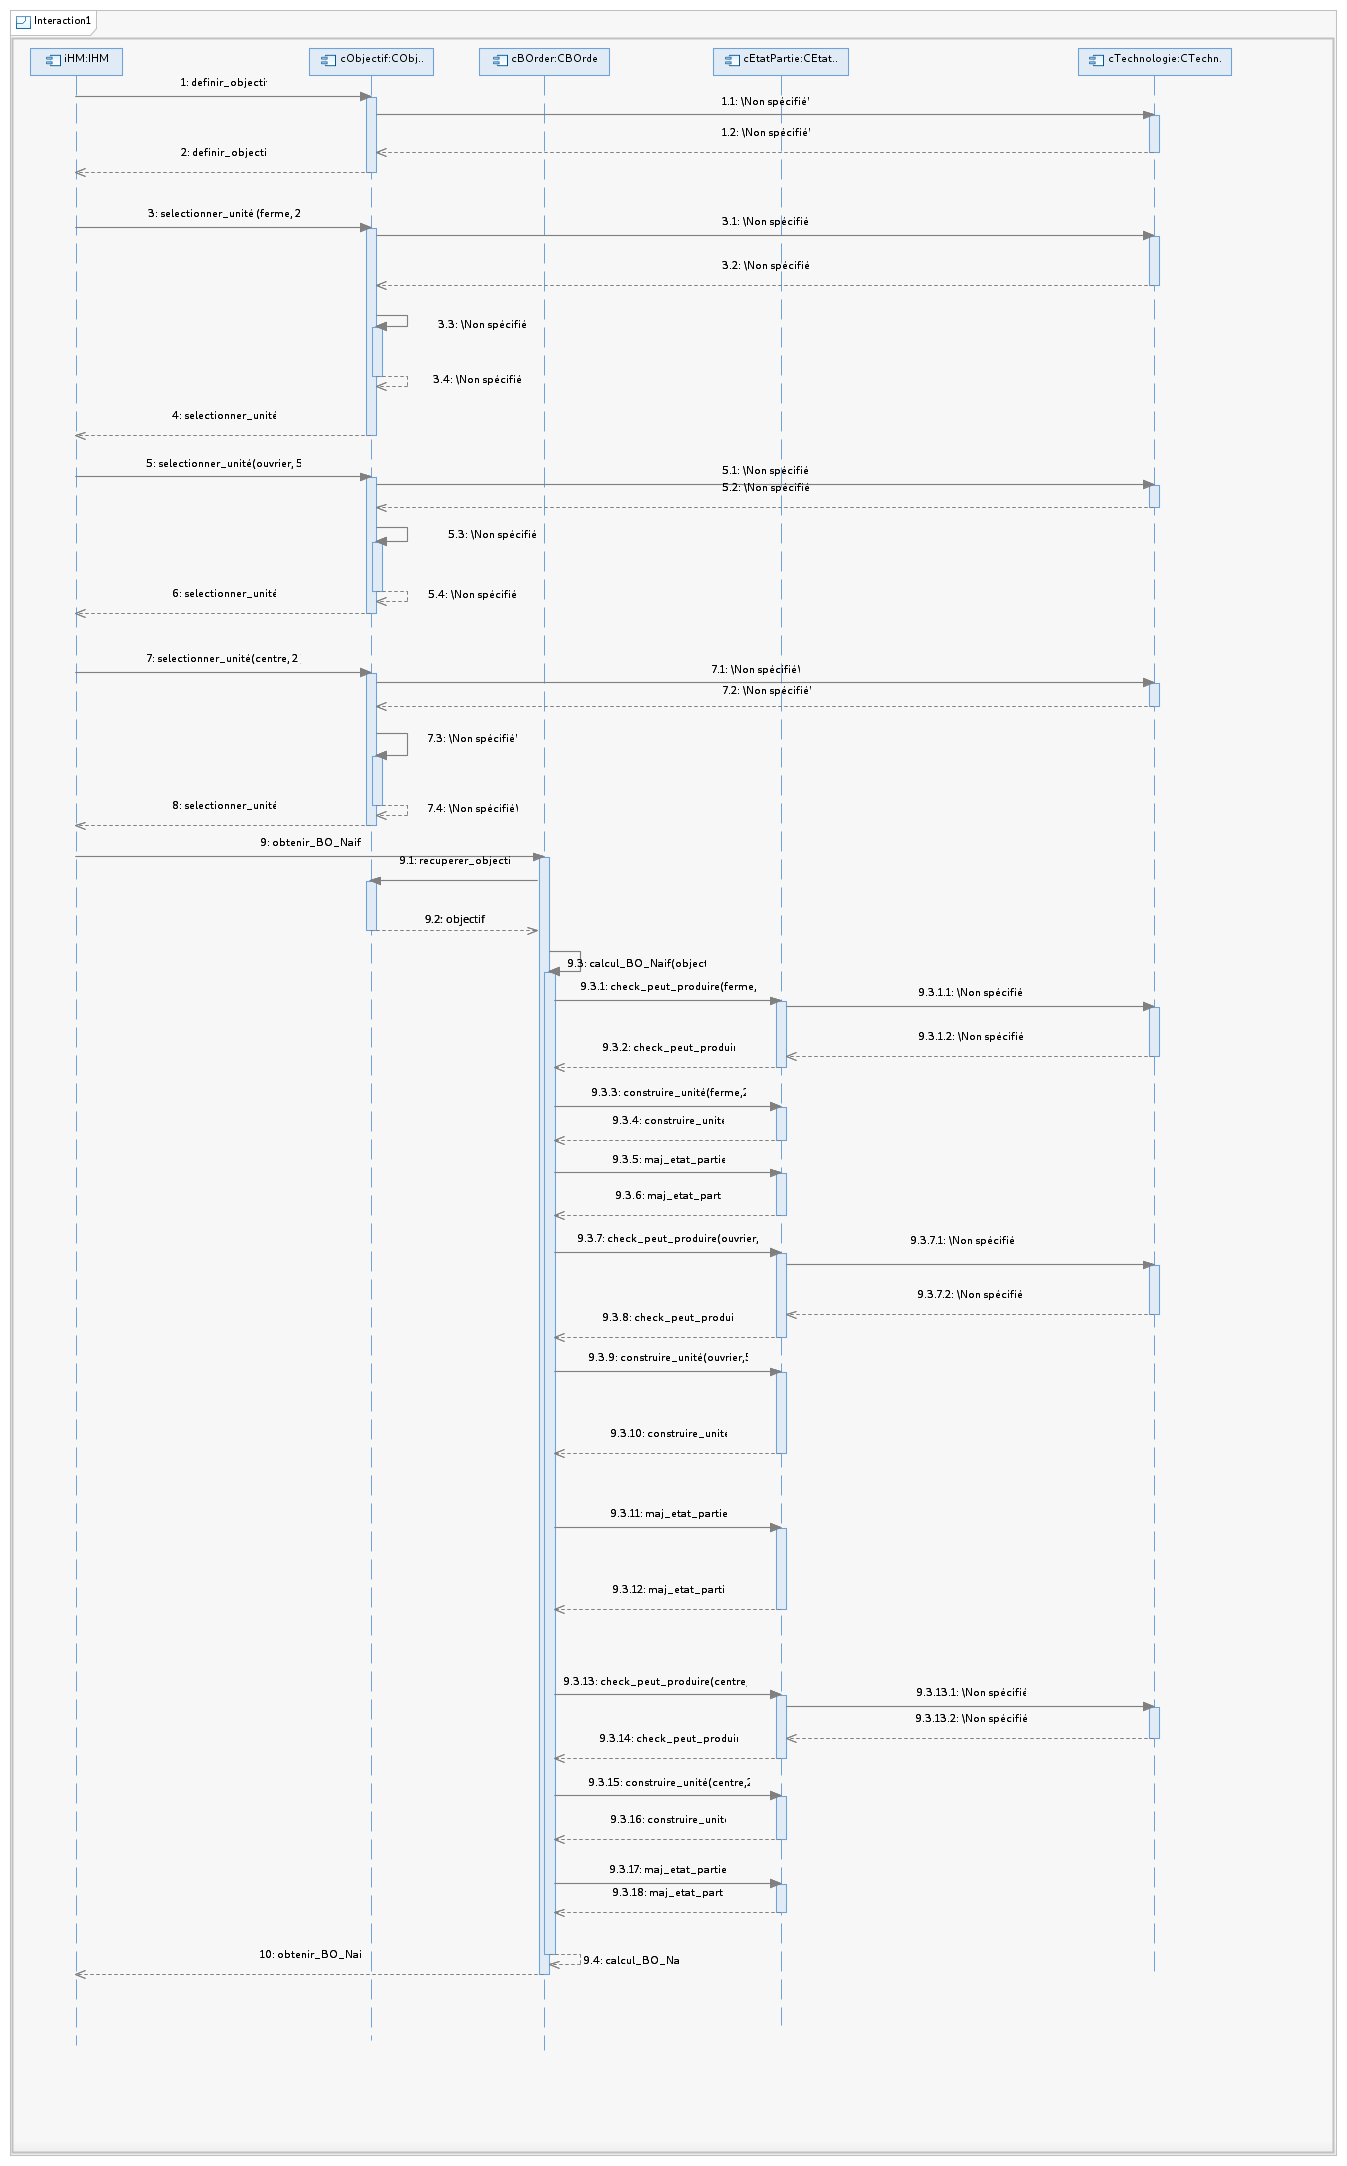 Interaction1
iHM:IHM
cObjectif:CObj..
cBOrder:CBOrde
cEtatPartie:CEtat..
cTechnologie:CTechn.
1: definir_objecti
1.1: \Non spécifié'
1.2: \Non spécifié'
2: definir_objecti
3: selectionner_unité (ferme, 2
3.1: \Non spécifié
3.2: \Non spécifié
3.3: \Non spécifié
3.4: \Non spécifié
4: selectionner_unité
5: selectionner_unité(ouvrier, 5
5.1: \Non spécifié
5.2: \Non spécifié
5.3: \Non spécifié
6: selectionner_unité
5.4: \Non spécifié
7: selectionner_unité(centre, 2
7.1: \Non spécifié\
7.2: \Non spécifié'
7.3: \Non spécifié'
8: selectionner_unité
7.4: \Non spécifié\
9: obtenir_BO_Naif
9.1: recuperer_objecti
9.2: objectif
9.3: calcul_BO_Naif(object
9.3.1: check_peut_produire(ferme,
9.3.1.1: \Non spécifié
9.3.1.2: \Non spécifié
9.3.2: check_peut_produir
9.3.3: construire_unité(ferme,2
9.3.4: construire_unité
9.3.5: maj_etat_partie
9.3.6: maj_etat_part
9.3.7: check_peut_produire(ouvrier,
9.3.7.1: \Non spécifié
9.3.7.2: \Non spécifié
9.3.8: check_peut_produi
9.3.9: construire_unité(ouvrier,5
9.3.10: construire_unité
9.3.11: maj_etat_partie
9.3.12: maj_etat_parti
9.3.13: check_peut_produire(centre,
9.3.13.1: \Non spécifié
9.3.13.2: \Non spécifié
9.3.14: check_peut_produir
9.3.15: construire_unité(centre,2
9.3.16: construire_unité
9.3.17: maj_etat_partie
9.3.18: maj_etat_part
10: obtenir_BO_Nai
9.4: calcul_BO_Na